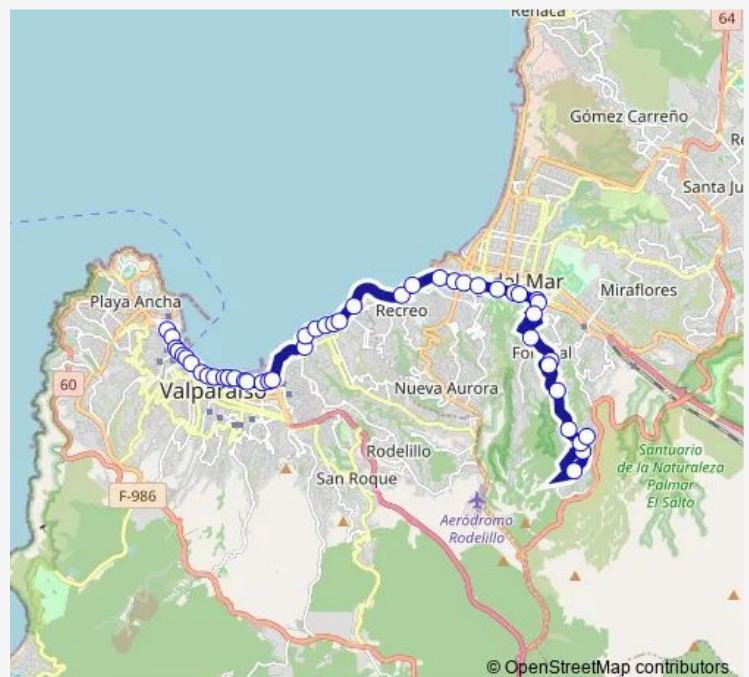 Reñaca
64
Gómez Carreño
Santa Ju
Playa Ancha
del Mar
Miraflores
Recreo
60
Valparaíso
Nueva Aurora
Rodelillo
San Roque
Santuario
de la Naturaleza
Palmar
El Salto
F-986
Aeródromo
Rodelillo
© OpenStreetMap contributors